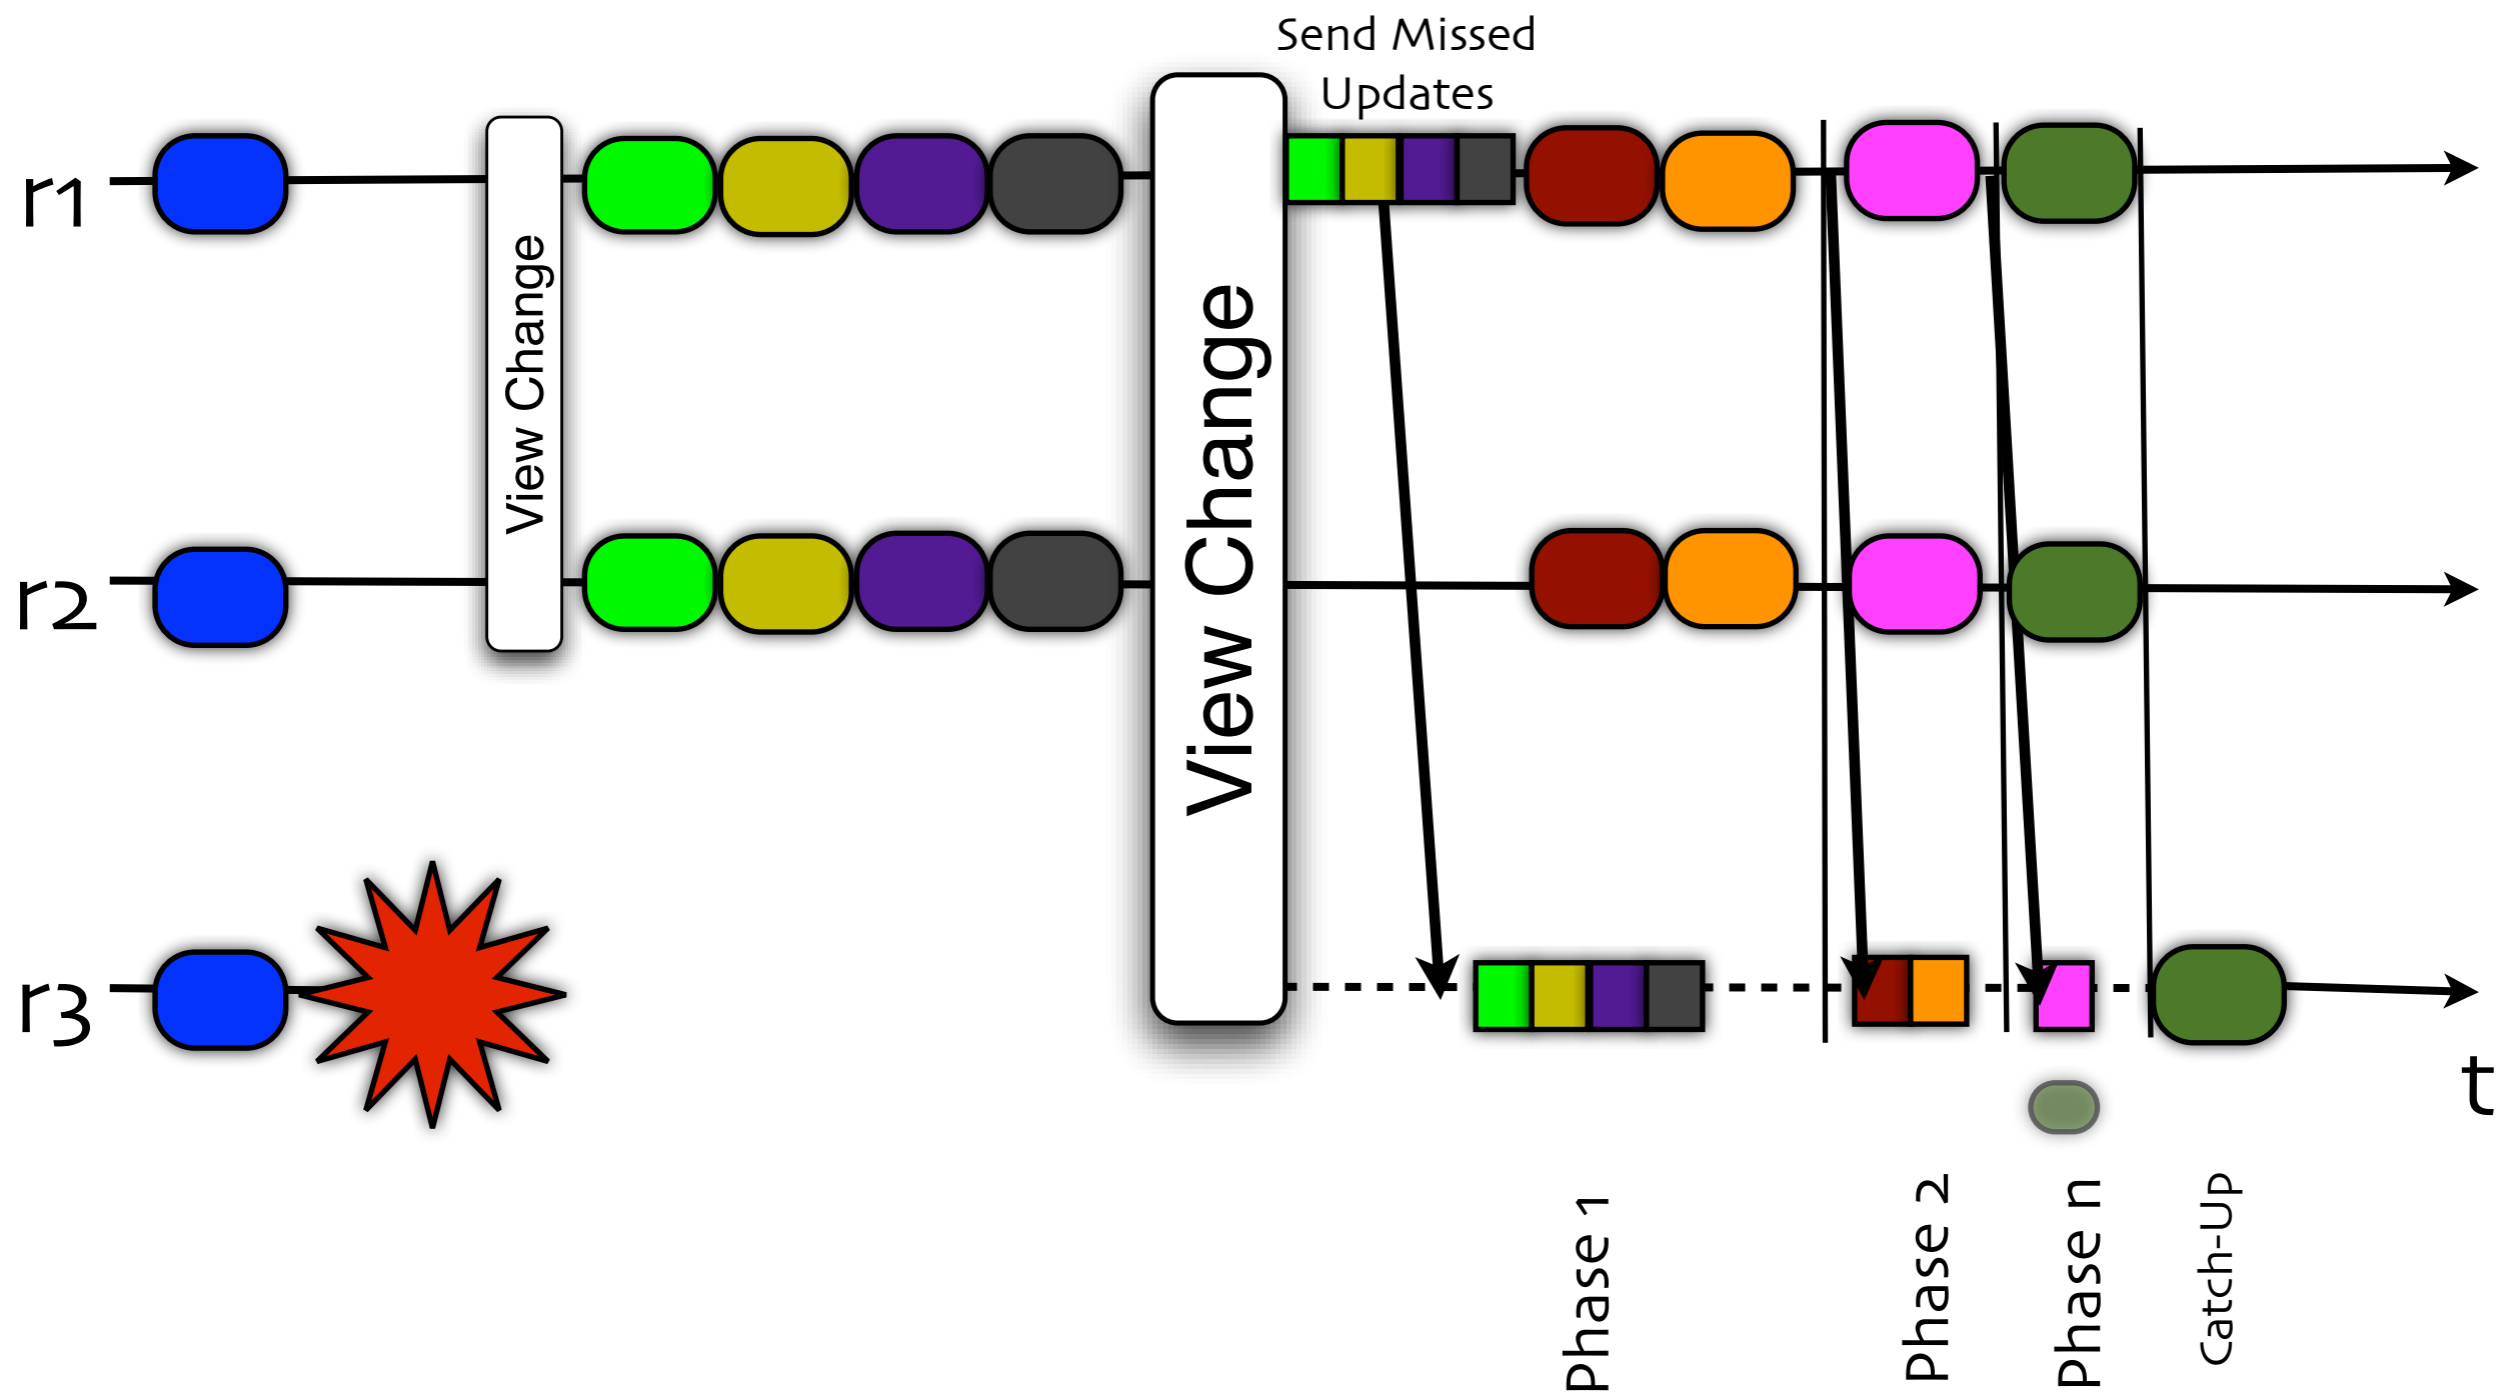 Send Missed
Updates
r1
View Change
View Change
r2
r3
t
Phase 1
Phase 2
Phase n
Catch-Up